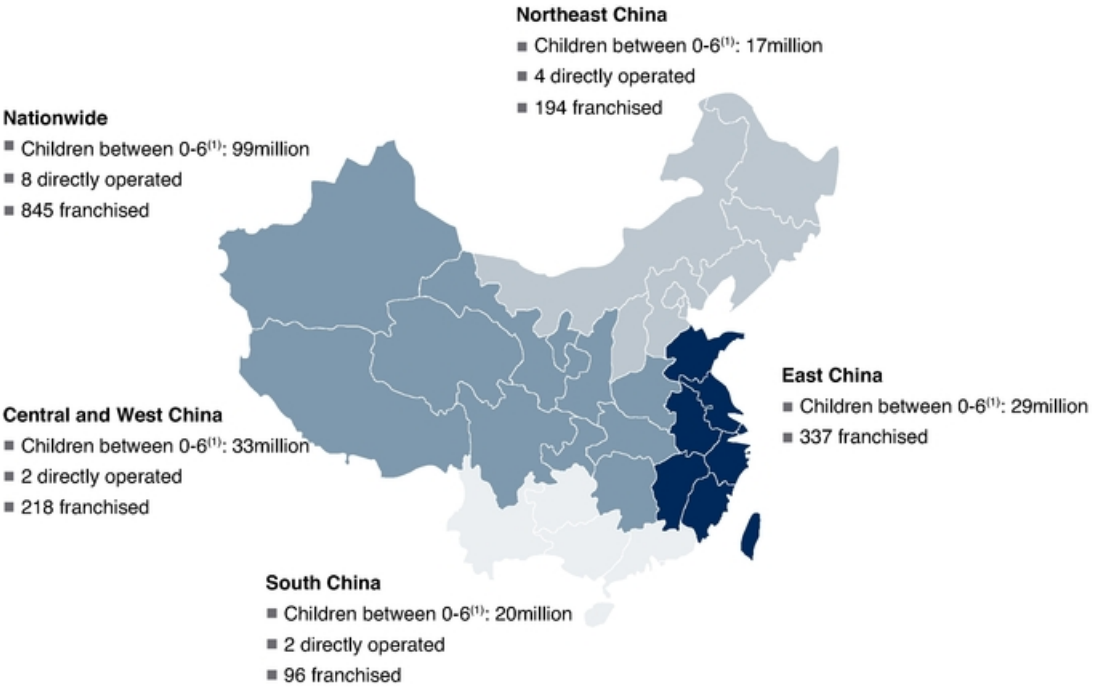 Northeast China
■ Children between 0-6(1): 17million
■ 4 directly operated
■ 194 franchised
Nationwide
■ Children between 0-6(1): 99million
■ 8 directly operated
■ 845 franchised
East China
■ Children between 0-6(1): 29million
■ 337 franchised
Central and West China
■ Children between 0-6(1): 33million
■ 2 directly operated
■ 218 franchised
South China
■ Children between 0-6(1): 20million
■ 2 directly operated
■ 96 franchised